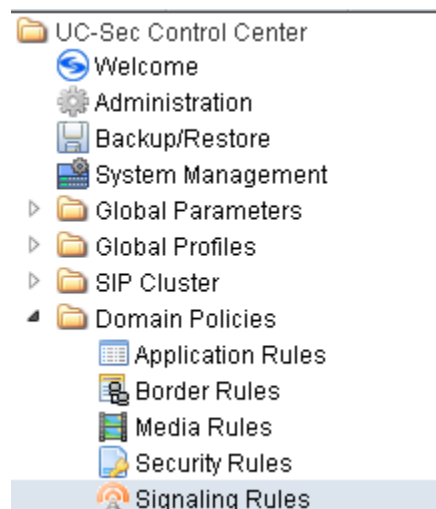 UC-Sec Control Center
Welcome
Administration
Backup/Restore
System Management
Global Parameters
Global Profiles
SIP Cluster
Domain Policies
Application Rules
Border Rules
Media Rules
Security Rules
Signaling Rules